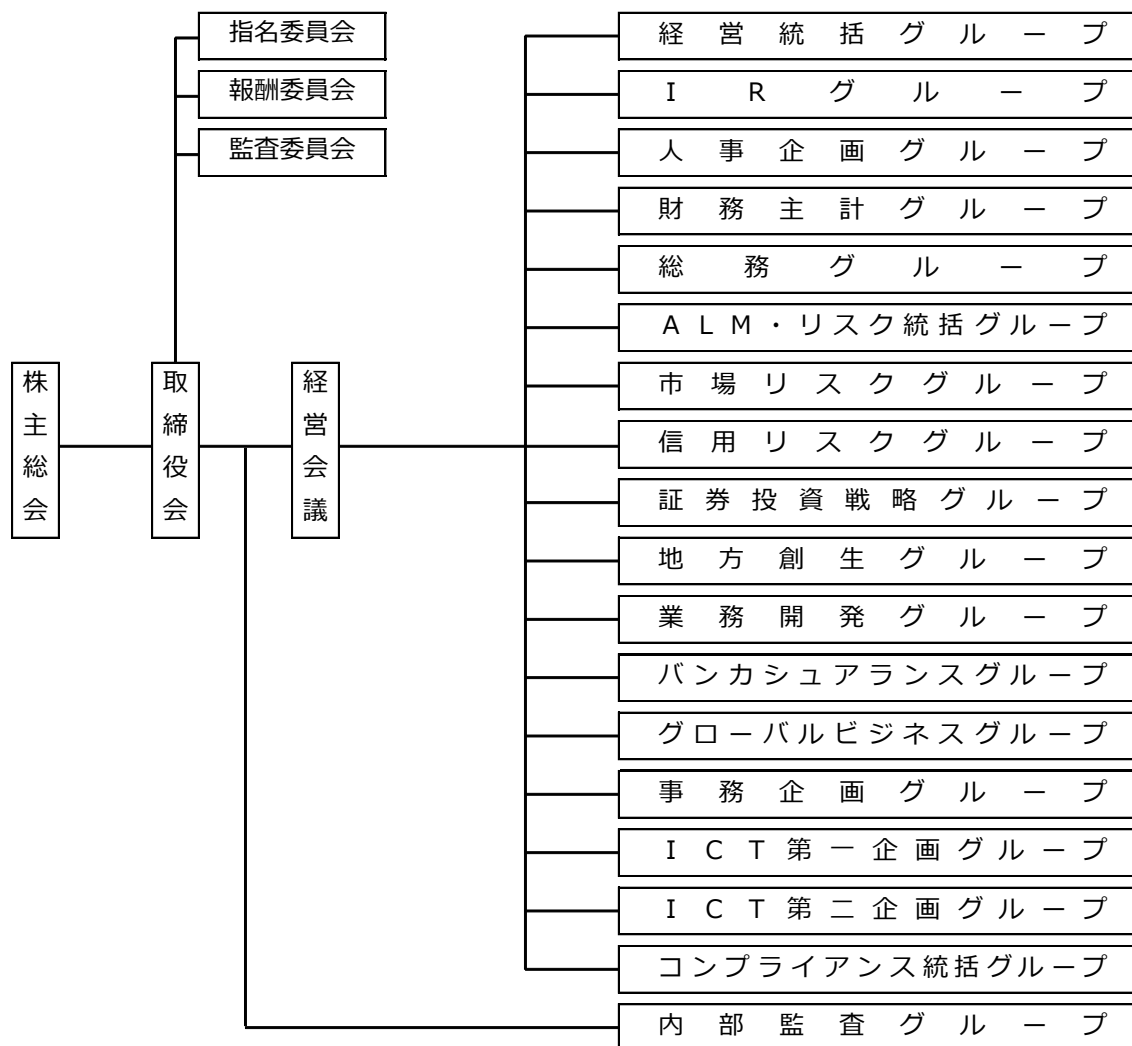 指名委員会
報酬委員会
監査委員会
株主総会
取締役会
経営会議
経営統括グループ
ＩＲグループ
人事企画グループ
財務主計グループ
総務グループ
ＡＬＭ・リスク統括グループ
市場リスクグループ
信用リスクグループ
証券投資戦略グループ
地方創生グループ
業務開発グループ
バンカシュアランスグループ
グローバルビジネスグループ
事務企画グループ
ＩＣＴ第一企画グループ
ＩＣＴ第二企画グループ
コンプライアンス統括グループ
内部監査グループ